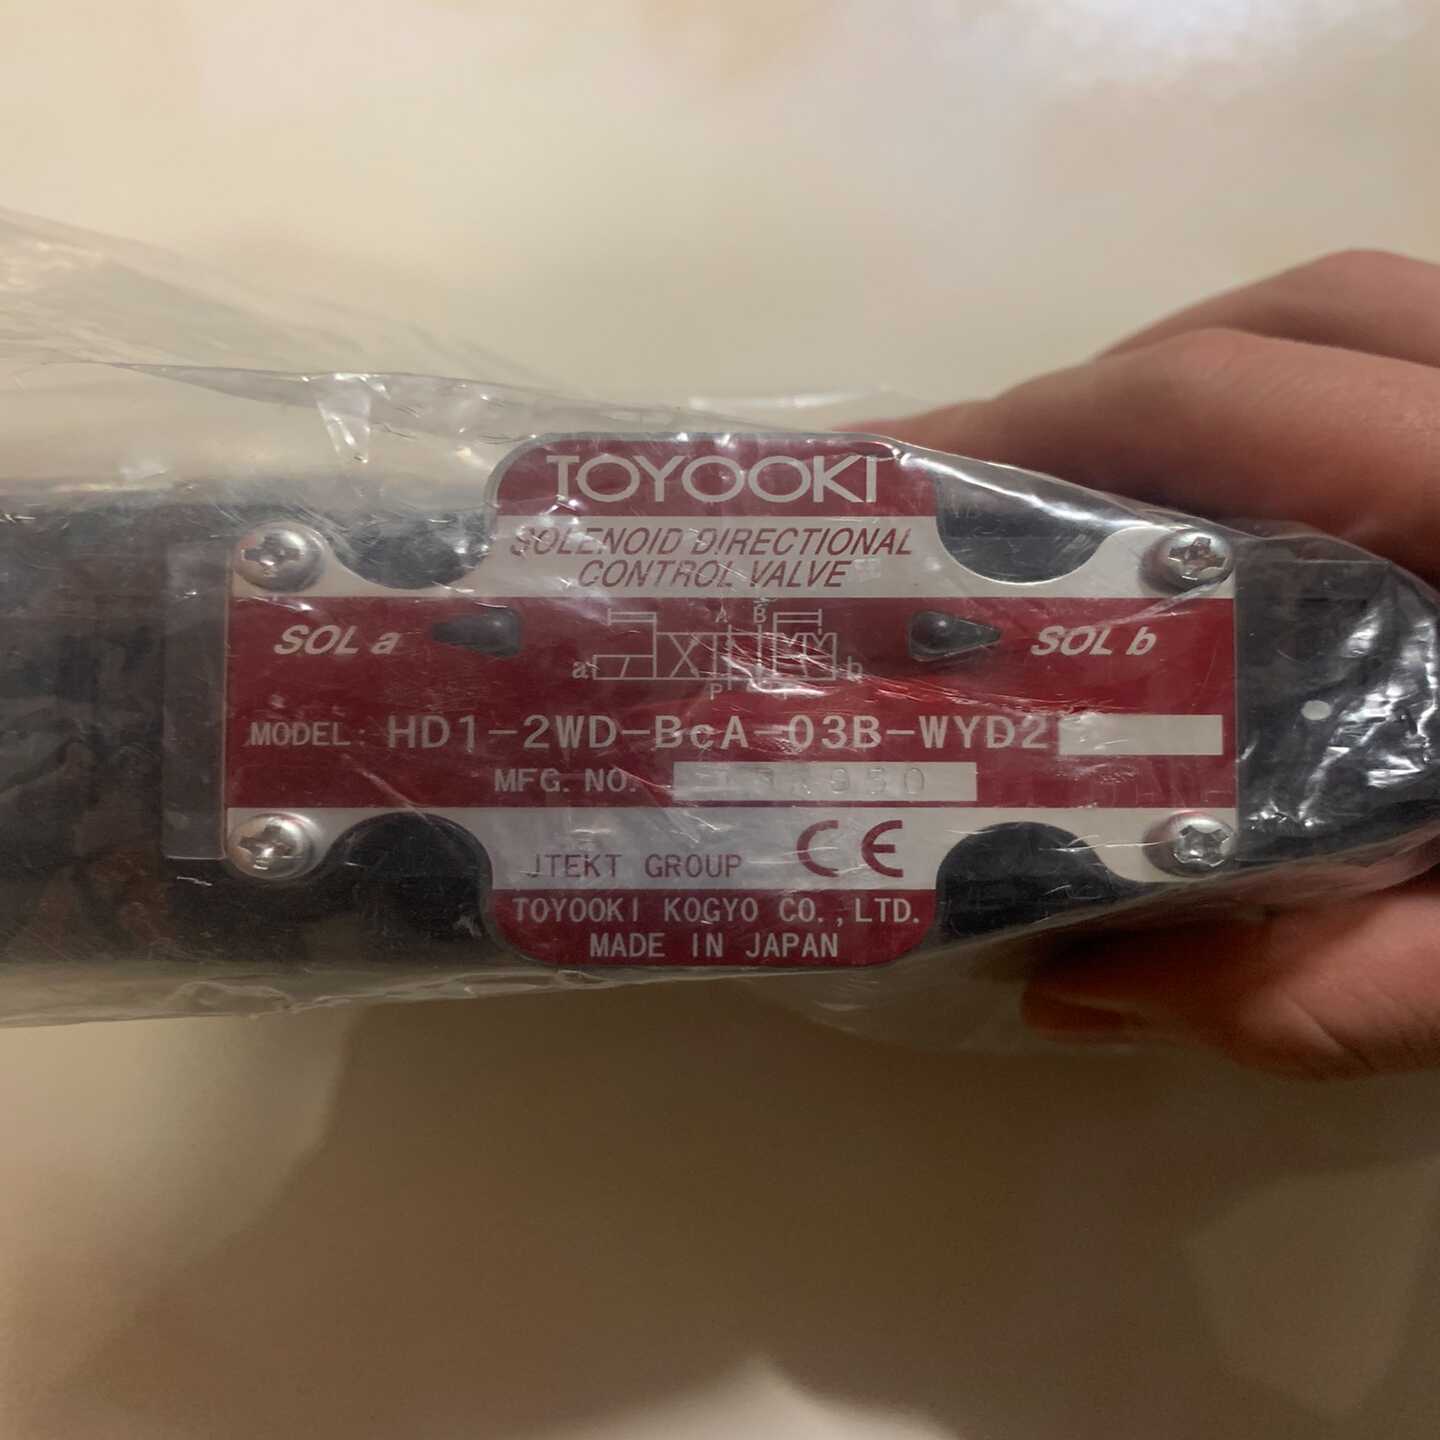 TOYOOKI
SOLENOID DIRECTIONAL
CONTROL VALVE
A B
SOL a
SOL b
a
b
P
MODEL: HD1-2WD-BcA-03B-WYD2
MFG. NO.
JTEKT GROUP CE
TOYOOKI KOGYO CO.,LTD.
MADE IN JAPAN